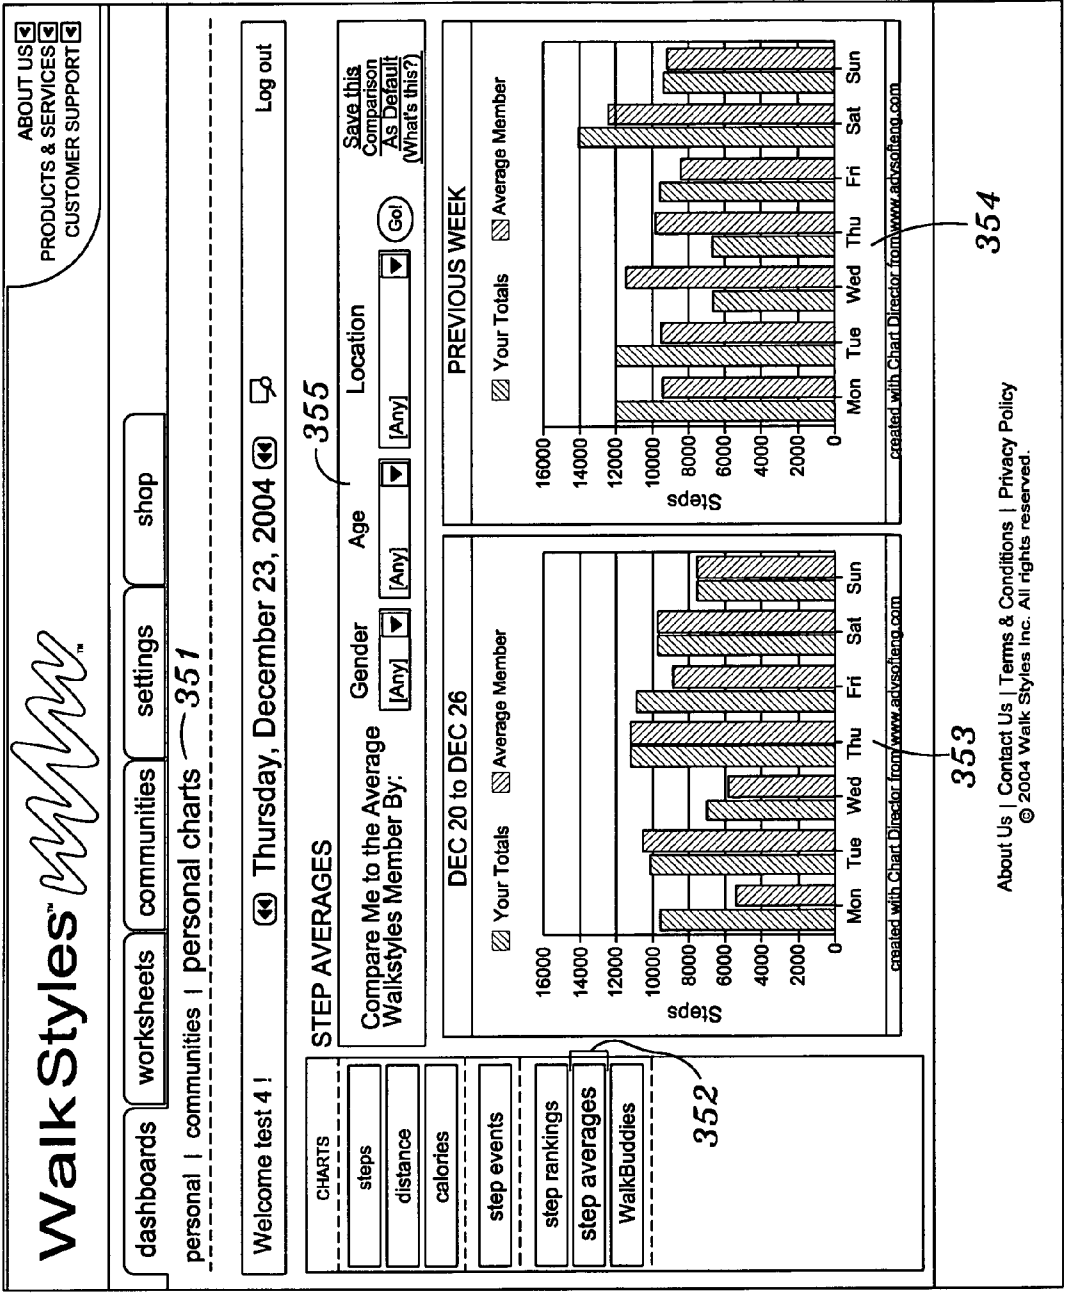 WalkStyles™
™
ABOUT US
PRODUCTS & SERVICES
CUSTOMER SUPPORT
dashboards
worksheets
communities
settings
shop
personal | communities | personal charts
351
Welcome test 4 !
Thursday, December 23, 2004
Log out
CHARTS
steps
distance
calories
step events
step rankings
step averages
WalkBuddies
352
STEP AVERAGES
Compare Me to the Average
Walkstyles Member By:
Gender
[Any]
Age
[Any]
Location
[Any]
Go!
Save this
Comparison
As Default
(What's this?)
355
DEC 20 to DEC 26
Your Totals
Average Member
Steps
16000
14000
12000
10000
8000
6000
4000
2000
0
Mon Tue Wed Thu Fri Sat Sun
created with Chart Director from www.advsofteng.com
353
PREVIOUS WEEK
Your Totals
Average Member
Steps
16000
14000
12000
10000
8000
6000
4000
2000
0
Mon Tue Wed Thu Fri Sat Sun
created with Chart Director from www.advsofteng.com
354
About Us | Contact Us | Terms & Conditions | Privacy Policy
© 2004 Walk Styles Inc. All rights reserved.